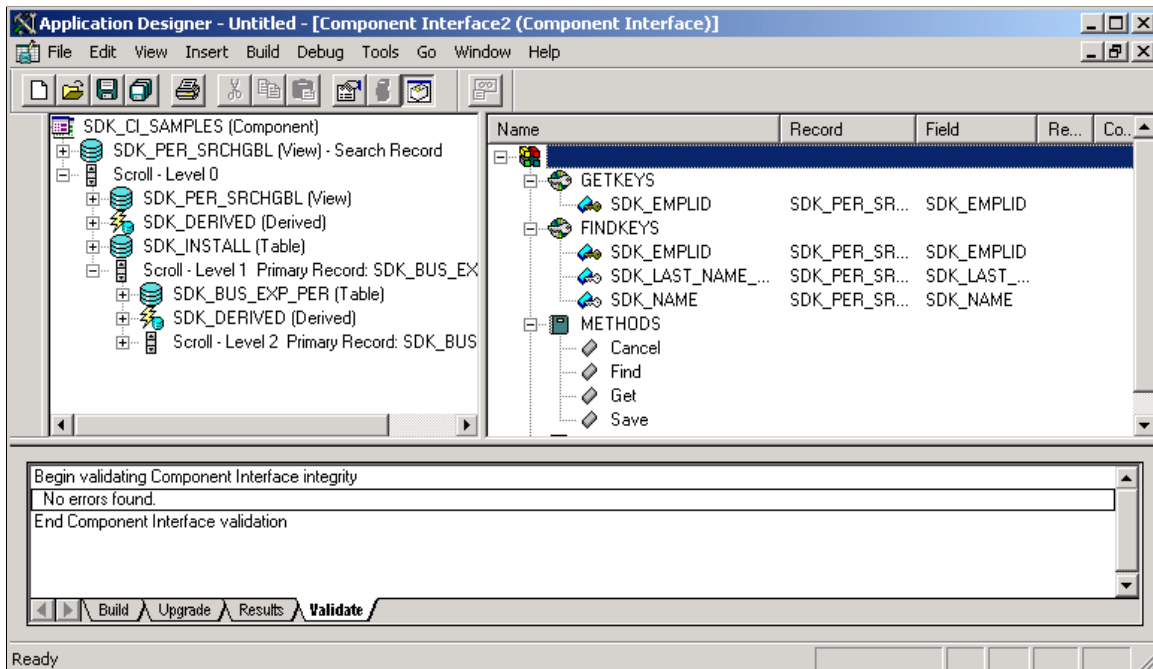 Application Designer - Untitled - [Component Interface2 (Component Interface)]
File Edit View Insert Build Debug Tools Go Window Help
SDK_CI_SAMPLES (Component)
SDK_PER_SRCHGBL (View) - Search Record
Scroll - Level 0
SDK_PER_SRCHGBL (View)
SDK_DERIVED (Derived)
SDK_INSTALL (Table)
Scroll - Level 1 Primary Record: SDK_BUS_EX
SDK_BUS_EXP_PER (Table)
SDK_DERIVED (Derived)
Scroll - Level 2 Primary Record: SDK_BUS
Name Record Field Re... Co..
GETKEYS
SDK_EMPLID SDK_PER_SR... SDK_EMPLID
FINDKEYS
SDK_EMPLID SDK_PER_SR... SDK_EMPLID
SDK_LAST_NAME_... SDK_PER_SR... SDK_LAST_...
SDK_NAME SDK_PER_SR... SDK_NAME
METHODS
Cancel
Find
Get
Save
Begin validating Component Interface integrity
No errors found.
End Component Interface validation
Build Upgrade Results Validate
Ready